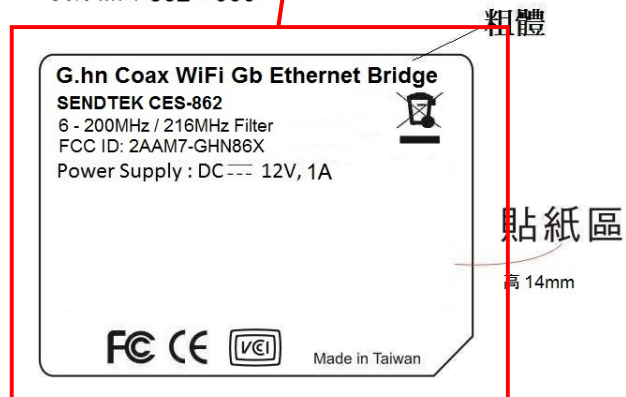 粗體
G.hn Coax WiFi Gb Ethernet Bridge
SENDTEK CES-862
6 - 200MHz / 216MHz Filter
FCC ID: 2AAM7-GHN86X
Power Supply : DC 12V, 1A
貼紙區
高 14mm
FC CE VCI
Made in Taiwan